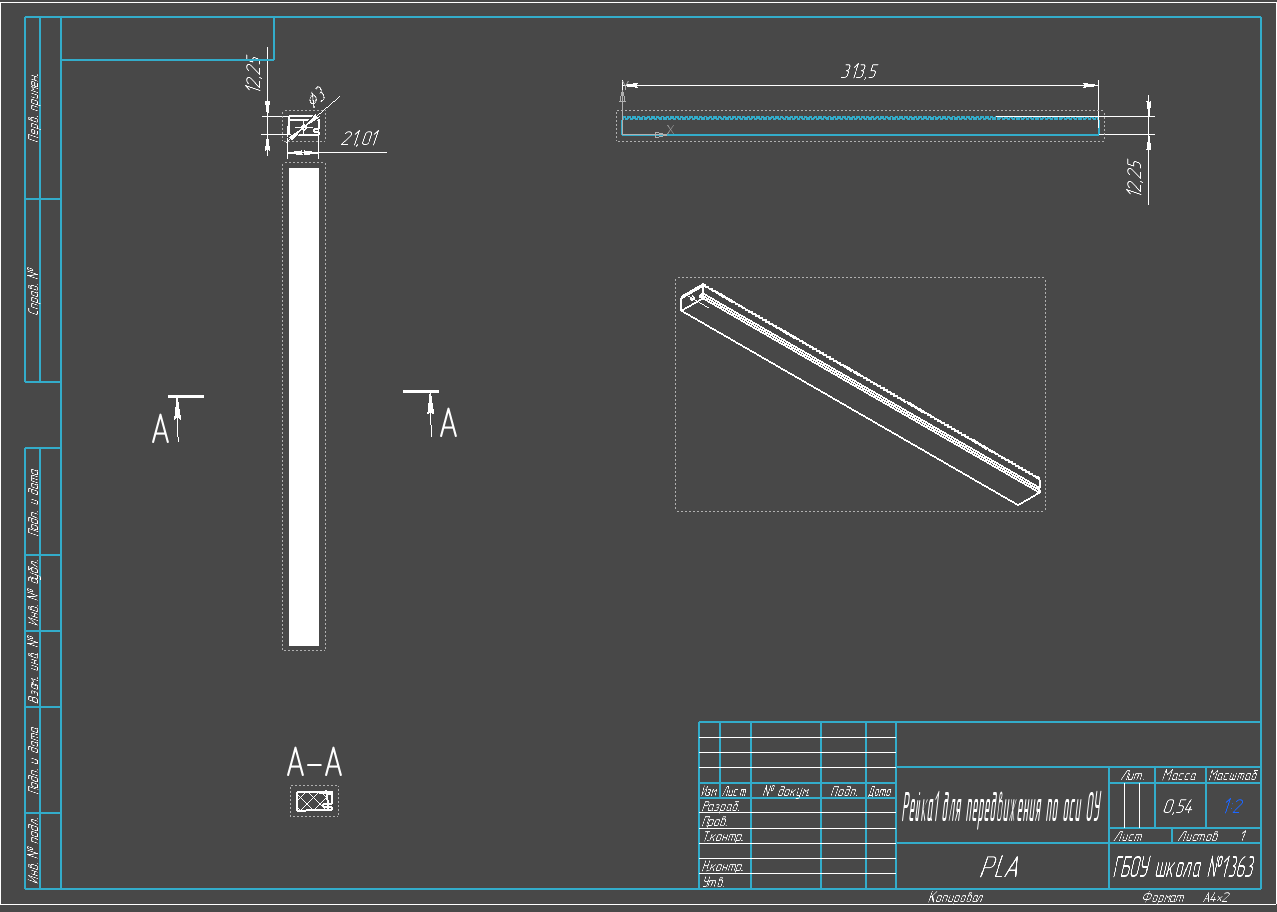 Перв. примен.
Справ. №
Подп. и дата
Инв. № дубл.
Взам. инв. №
Подп. и дата
Инв. № подл.
12,25
⌀13
21,01
313,5
Y
X
12,25
А
А
А-А
Изм
Лист
№ докум.
Подп.
Дата
Разраб.
Пров.
Т.контр.
Н.контр.
Утв.
Рейка1 для передвижения по оси ОУ
Лит.
Масса
Масштаб
0,54
1:2
Лист
Листов
1
PLA
ГБОУ школа №1363
Копировал
Формат
А4х2